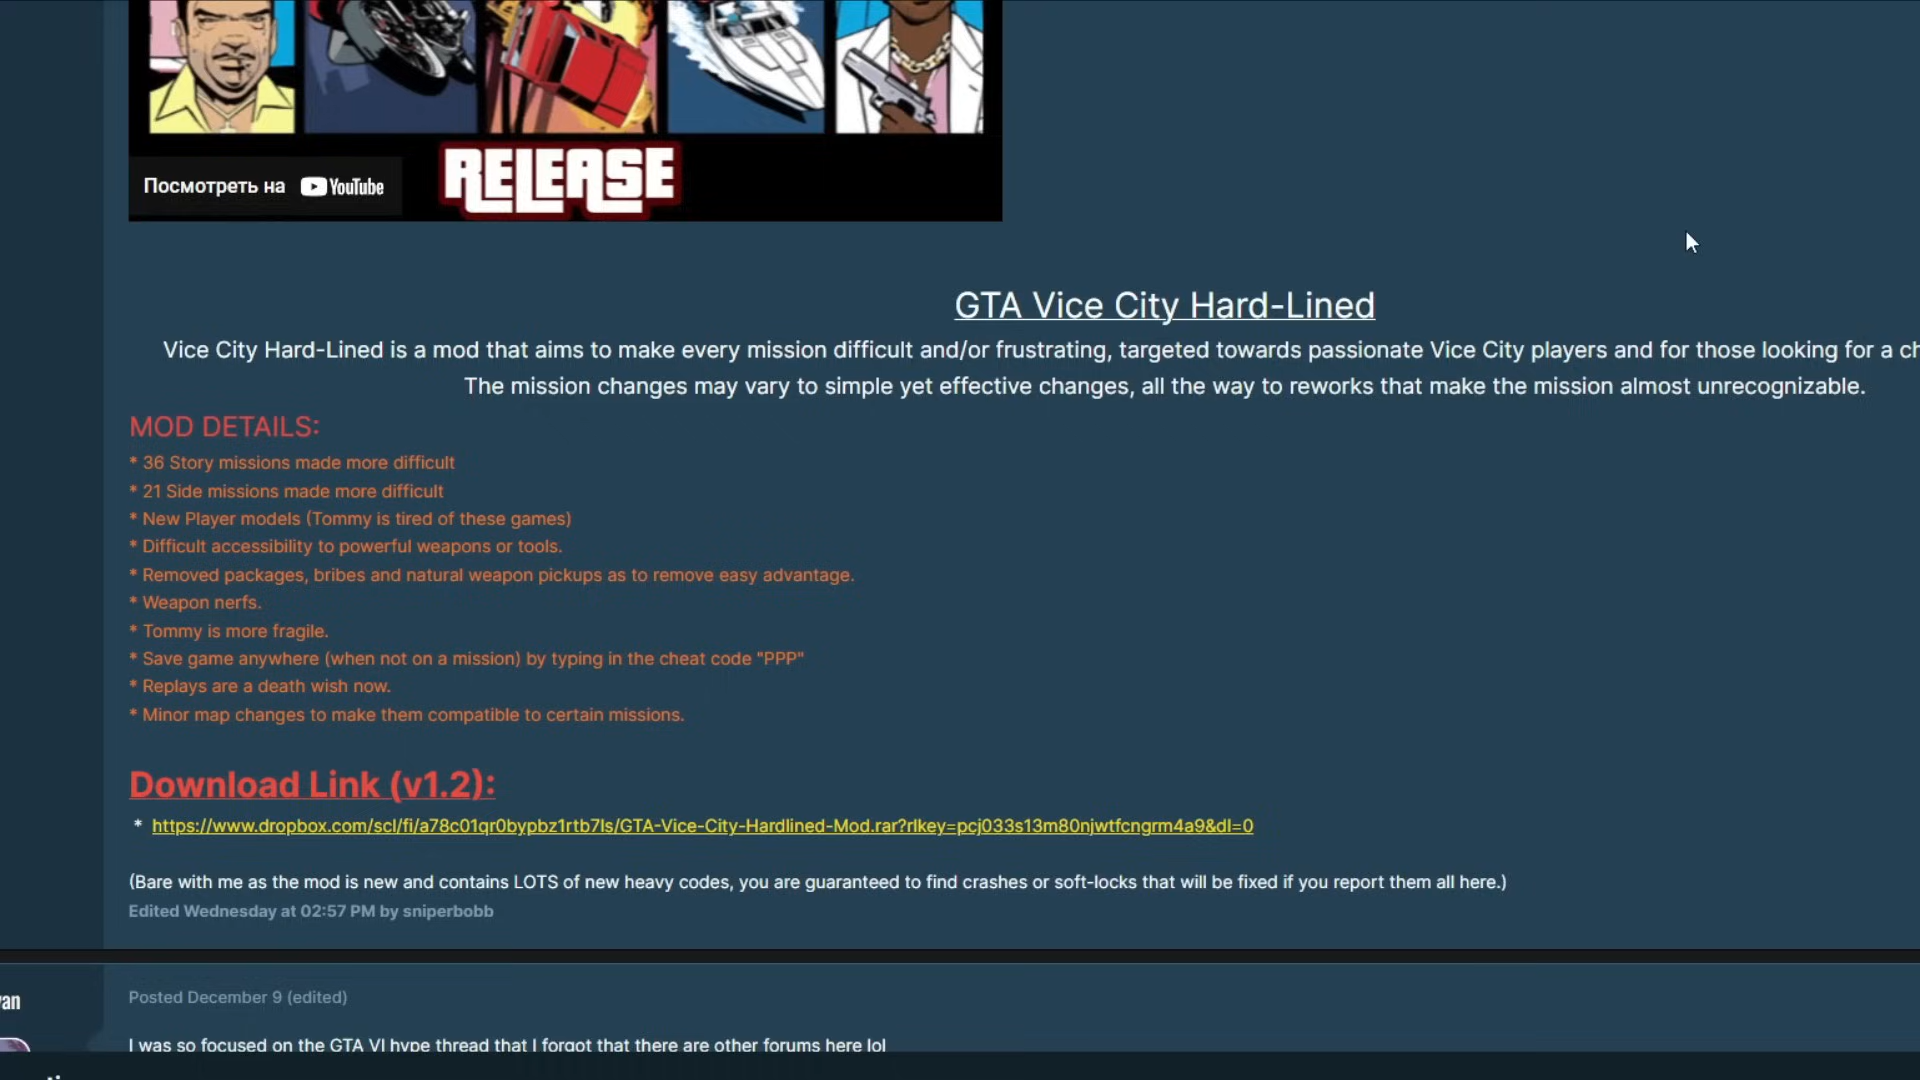 RELEASE
Посмотреть на YouTube
GTA Vice City Hard-Lined
Vice City Hard-Lined is a mod that aims to make every mission difficult and/or frustrating, targeted towards passionate Vice City players and for those looking for a ch
The mission changes may vary to simple yet effective changes, all the way to reworks that make the mission almost unrecognizable.
MOD DETAILS:
* 36 Story missions made more difficult
* 21 Side missions made more difficult
* New Player models (Tommy is tired of these games)
* Difficult accessibility to powerful weapons or tools.
* Removed packages, bribes and natural weapon pickups as to remove easy advantage.
* Weapon nerfs.
* Tommy is more fragile.
* Save game anywhere (when not on a mission) by typing in the cheat code "PPP"
* Replays are a death wish now.
* Minor map changes to make them compatible to certain missions.
Download Link (v1.2):
* https://www.dropbox.com/scl/fi/a78c01qr0bypbz1rtb7ls/GTA-Vice-City-Hardlined-Mod.rar?rlkey=pcj033s13m80njwtfcngrm4a9&dl=0
(Bare with me as the mod is new and contains LOTS of new heavy codes, you are guaranteed to find crashes or soft-locks that will be fixed if you report them all here.)
Edited Wednesday at 02:57 PM by sniperbobb
van
Posted December 9 (edited)
I was so focused on the GTA VI hype thread that I forgot that there are other forums here lol